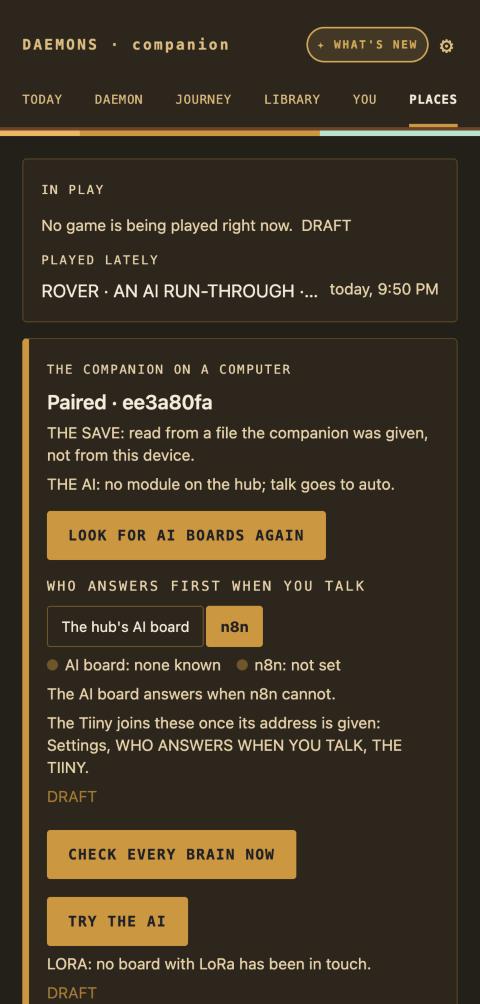 DAEMONS · companion
+ WHAT'S NEW
TODAY DAEMON JOURNEY LIBRARY YOU PLACES
IN PLAY
No game is being played right now. DRAFT
PLAYED LATELY
ROVER · AN AI RUN-THROUGH ·... today, 9:50 PM
THE COMPANION ON A COMPUTER
Paired · ee3a80fa
THE SAVE: read from a file the companion was given,
not from this device.
THE AI: no module on the hub; talk goes to auto.
LOOK FOR AI BOARDS AGAIN
WHO ANSWERS FIRST WHEN YOU TALK
The hub's AI board n8n
AI board: none known n8n: not set
The AI board answers when n8n cannot.
The Tiiny joins these once its address is given:
Settings, WHO ANSWERS WHEN YOU TALK, THE
TIINY.
DRAFT
CHECK EVERY BRAIN NOW
TRY THE AI
LORA: no board with LoRa has been in touch.
DRAFT